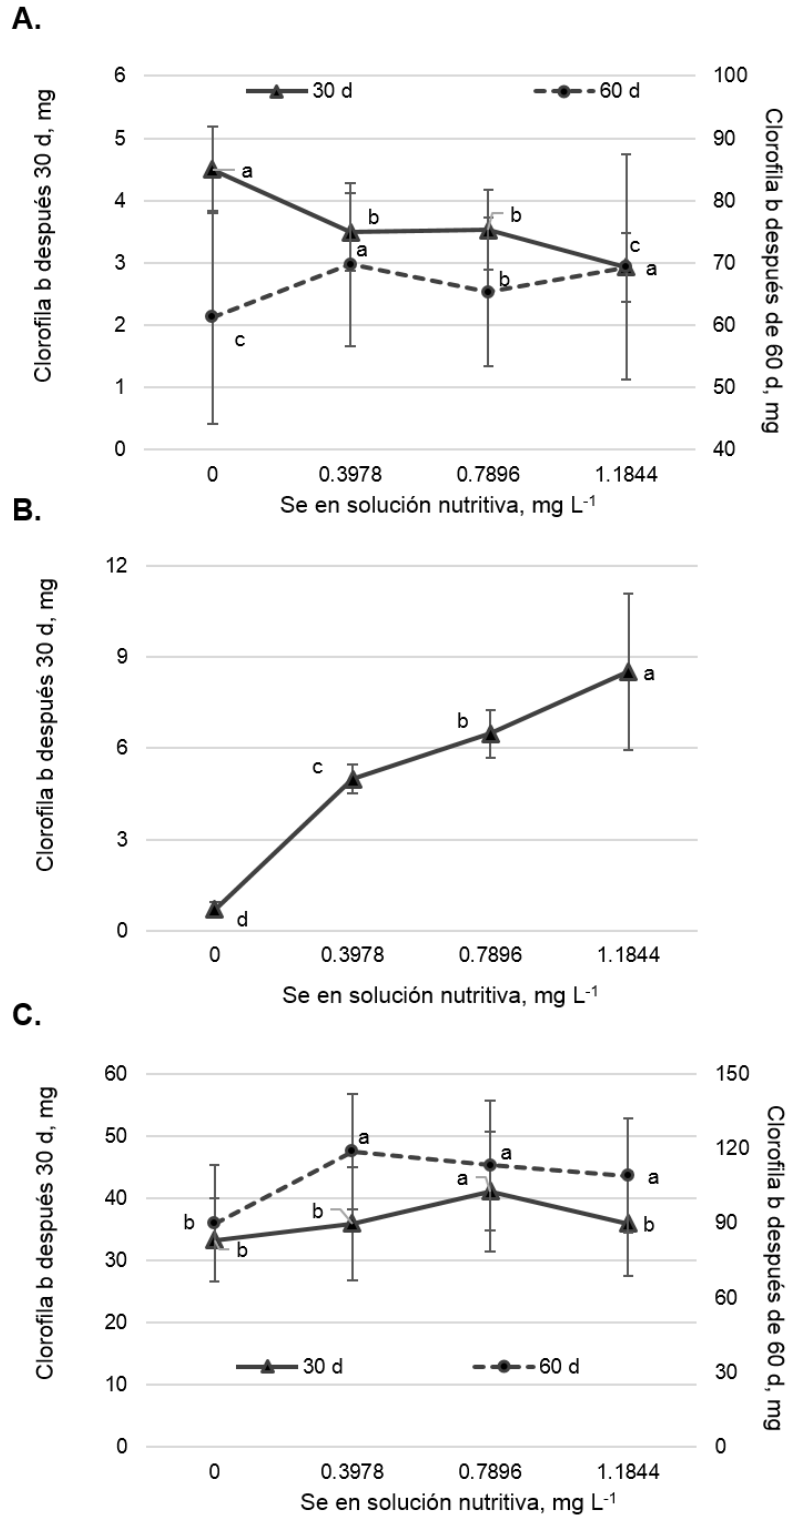 A.
Clorofila b después 30 d, mg
6
5
4
3
2
1
0
30 d
60 d
a
b
b
c
c
a
b
a
100
90
80
70
60
50
40
Clorofila b después de 60 d, mg
0
0.3978
0.7896
1.1844
Se en solución nutritiva, mg L-1
B.
Clorofila b después 30 d, mg
12
9
6
3
0
d
c
b
a
0
0.3978
0.7896
1.1844
Se en solución nutritiva, mg L-1
C.
Clorofila b después 30 d, mg
60
50
40
30
20
10
0
b
a
a
a
b
b
a
b
30 d
60 d
150
120
90
60
30
0
Clorofila b después de 60 d, mg
0
0.3978
0.7896
1.1844
Se en solución nutritiva, mg L-1